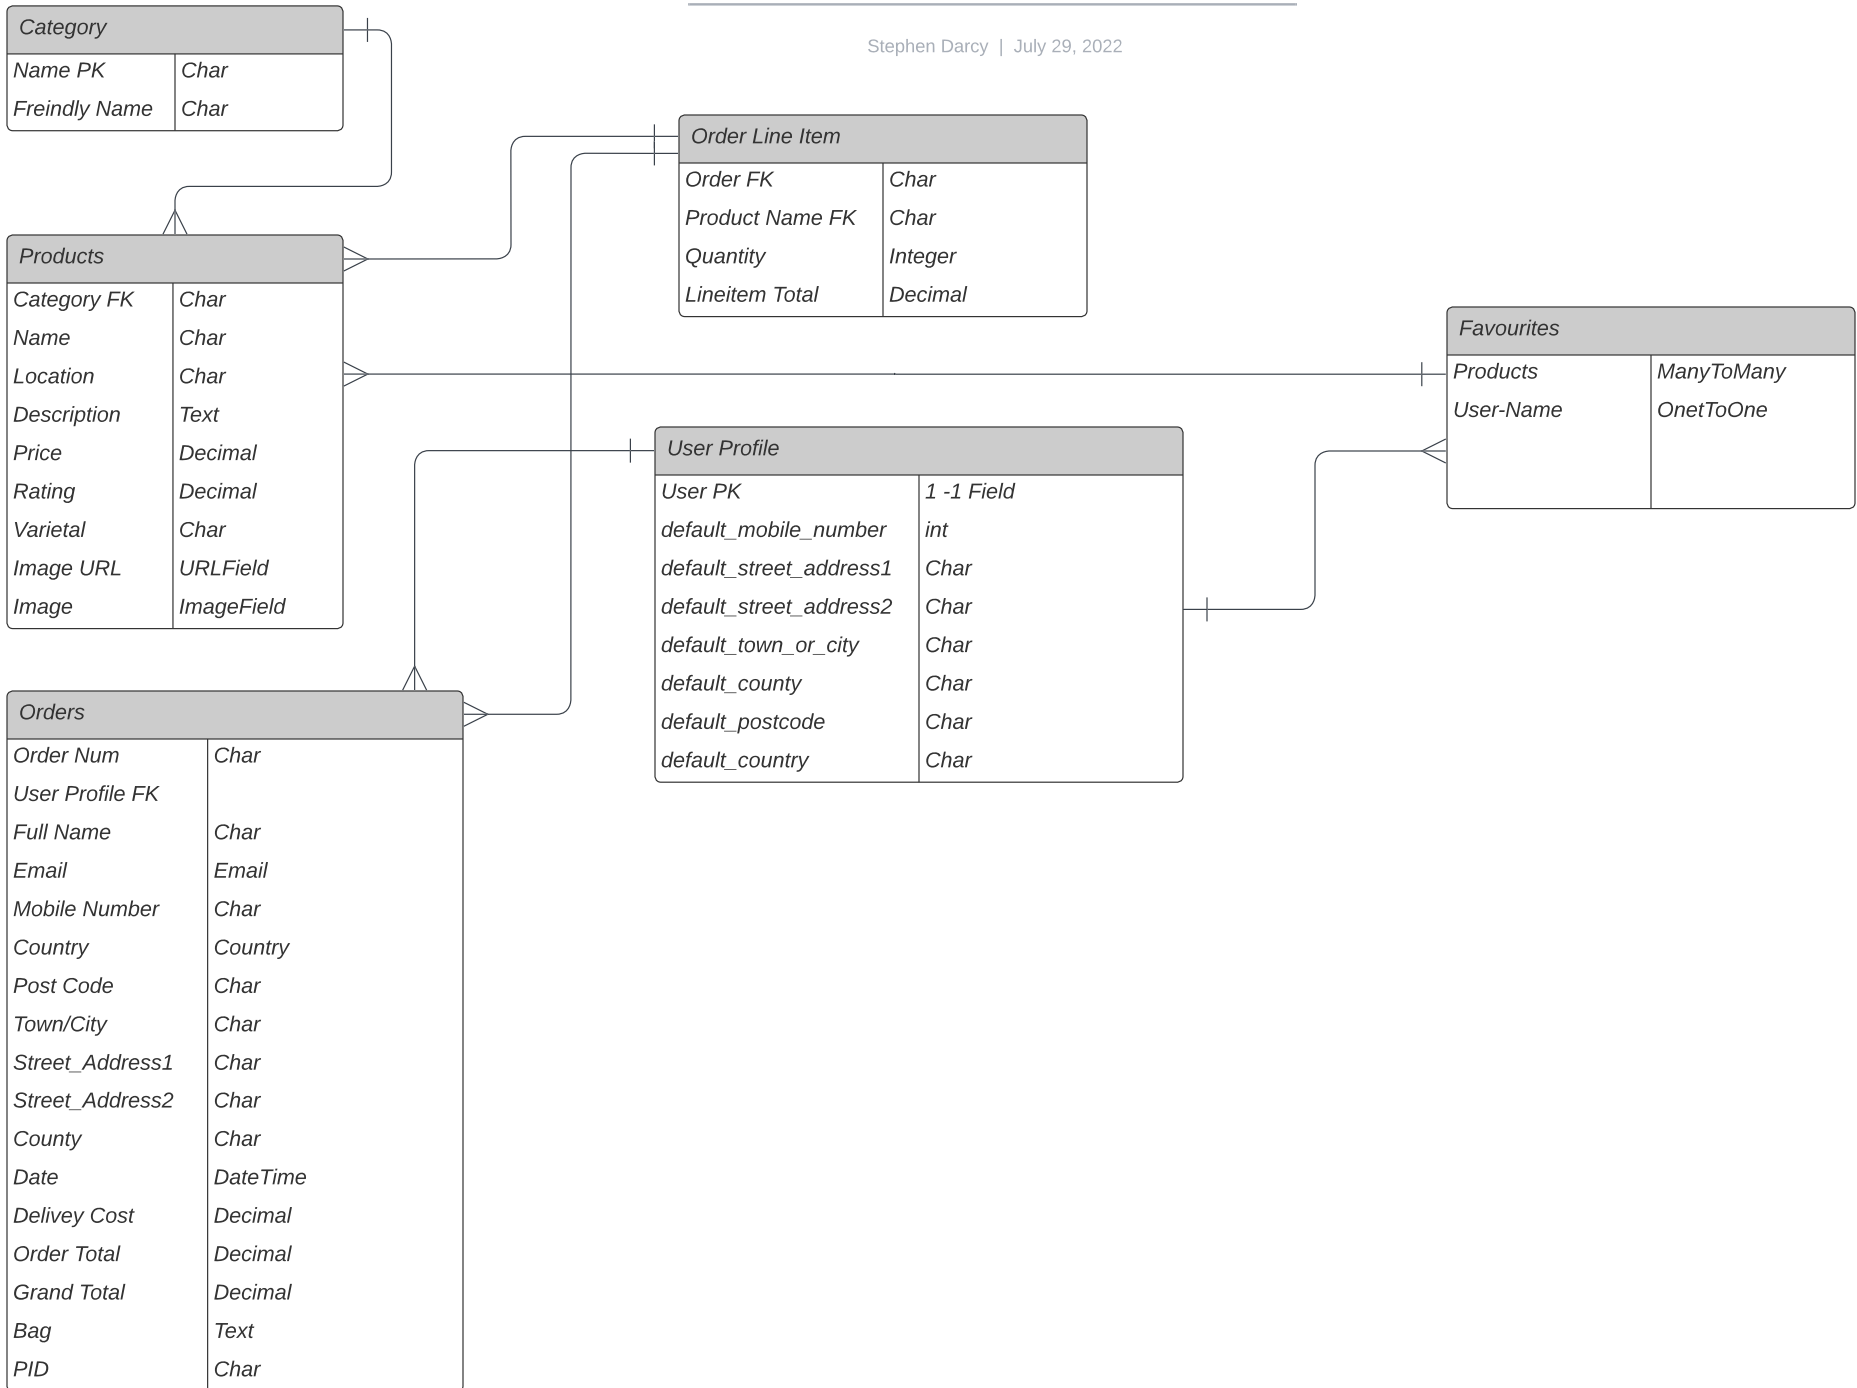 Stephen Darcy | July 29, 2022
Category
Name PK Char
Freindly Name Char
Products
Category FK Char
Name Char
Location Char
Description Text
Price Decimal
Rating Decimal
Varietal Char
Image URL URLField
Image ImageField
Orders
Order Num Char
User Profile FK
Full Name Char
Email Email
Mobile Number Char
Country Country
Post Code Char
Town/City Char
Street_Address1 Char
Street_Address2 Char
County Char
Date DateTime
Delivey Cost Decimal
Order Total Decimal
Grand Total Decimal
Bag Text
PID Char
Order Line Item
Order FK Char
Product Name FK Char
Quantity Integer
Lineitem Total Decimal
User Profile
User PK 1 -1 Field
default_mobile_number int
default_street_address1 Char
default_street_address2 Char
default_town_or_city Char
default_county Char
default_postcode Char
default_country Char
Favourites
Products ManyToMany
User-Name OnetToOne